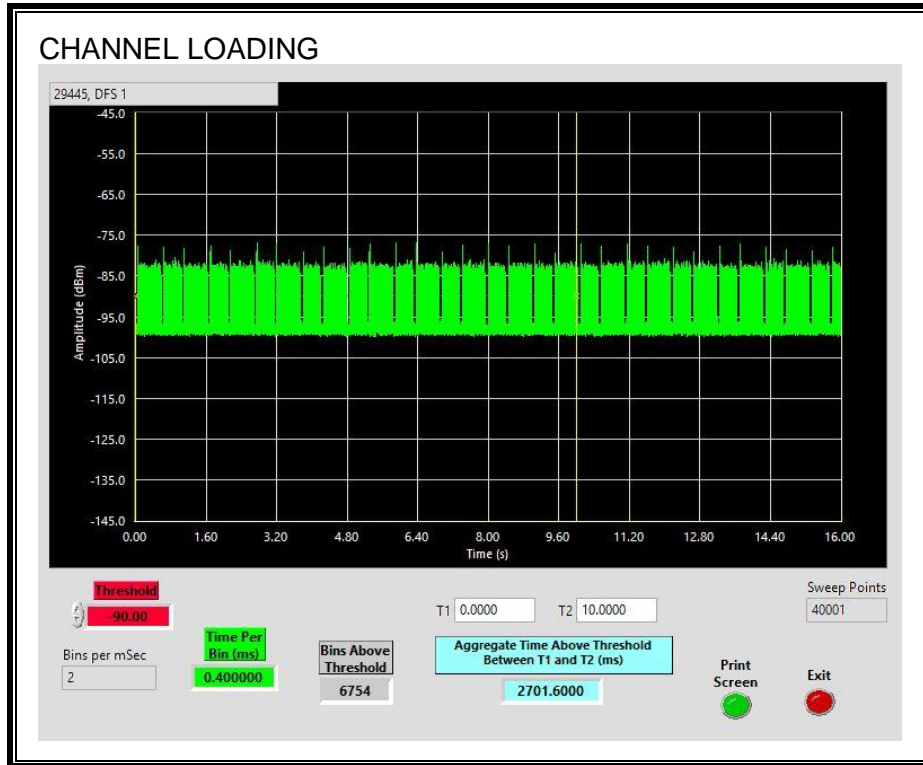 CHANNEL LOADING
29445, DFS 1
-45.0
-55.0
-65.0
-75.0
-85.0
-95.0
-105.0
-115.0
-125.0
-135.0
-145.0
Amplitude (dBm)
0.00 1.60 3.20 4.80 6.40 8.00 9.60 11.20 12.80 14.40 16.00
Time (s)
Threshold
-90.00
Bins per mSec
2
Time Per
Bin (ms)
0.400000
Bins Above
Threshold
6754
T1 0.0000 T2 10.0000
Aggregate Time Above Threshold
Between T1 and T2 (ms)
2701.6000
Sweep Points
40001
Print
Screen
Exit